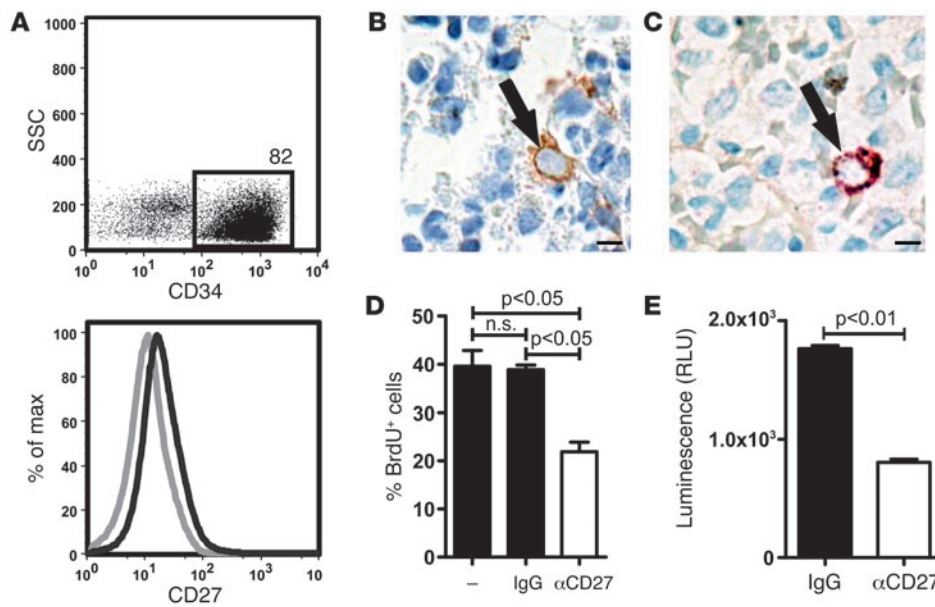 A
SSC
1000
800
600
400
200
0
82
10⁰ 10¹ 10² 10³ 10⁴
CD34
% of max
100
80
60
40
20
0
10⁰ 10¹ 10² 10³ 10⁴
CD27
B
C
D
% BrdU⁺ cells
50
40
30
20
10
0
p<0.05
n.s.
p<0.05
– IgG αCD27
E
Luminescence (RLU)
2.0x10³
1.0x10³
0
p<0.01
IgG αCD27